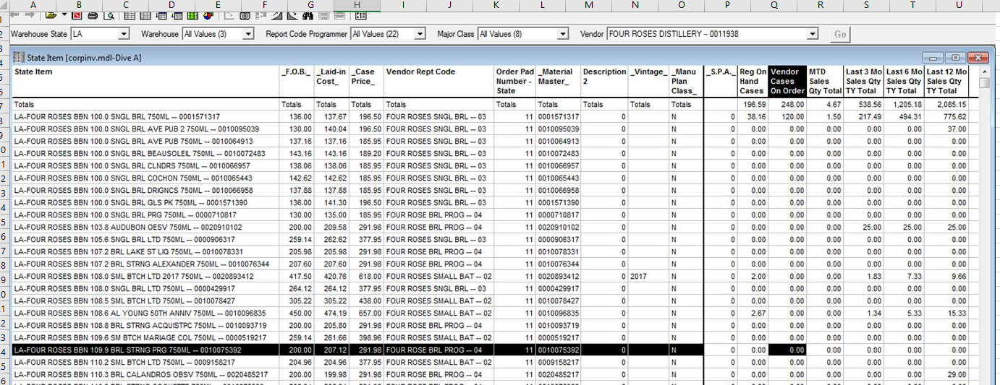 A B C D E F G H I J K L M N O P Q R S T U
Warehouse State LA Warehouse All Values (3) Report Code Programmer All Values (22) Major Class All Values (8) Vendor FOUR ROSES DISTILLERY -- 0011938 Go
State Item [corpinv.mdl-Dive A]
State Item _F.O.B._ _Laid-in Cost_ _Case Price_ Vendor Rept Code Order Pad Number - State _Material Master_ Description 2 _Vintage_ _Manu Plan Class_ _S.P.A._ Reg On Hand Cases Vendor Cases On Order MTD Sales Qty Total Last 3 Mo Sales Qty TY Total Last 6 Mo Sales Qty TY Total Last 12 Mo Sales Qty TY Total
Totals Totals Totals Totals Totals Totals Totals Totals Totals Totals 196.59 248.00 4.67 538.56 1,205.18 2,085.15
LA-FOUR ROSES BBN 100.0 SNGL BRL 750ML -- 0001571317 136.00 137.67 196.50 FOUR ROSES SNGL BRL -- 03 11 0001571317 0 N 0 38.16 120.00 1.50 217.49 494.31 775.62
LA-FOUR ROSES BBN 100.0 SNGL BRL AVE PUB 2 750ML -- 0010095039 130.00 140.04 196.50 FOUR ROSES SNGL BRL -- 03 11 0010095039 0 N 0 0.00 0.00 0.00 0.00 0.00 37.00
LA-FOUR ROSES BBN 100.0 SNGL BRL AVE PUB 750ML -- 0010064913 137.16 137.16 185.95 FOUR ROSES SNGL BRL -- 03 11 0010064913 0 N 0 0.00 0.00 0.00 0.00 0.00 0.00
LA-FOUR ROSES BBN 100.0 SNGL BRL BEAUSOLEIL 750ML -- 0010072483 143.16 143.16 189.20 FOUR ROSES SNGL BRL -- 03 11 0010072483 0 N 0 0.00 0.00 0.00 0.00 0.00 0.00
LA-FOUR ROSES BBN 100.0 SNGL BRL CLNDRS 750ML -- 0010066957 138.06 138.06 185.95 FOUR ROSES SNGL BRL -- 03 11 0010066957 0 N 0 0.00 0.00 0.00 0.00 0.00 0.00
LA-FOUR ROSES BBN 100.0 SNGL BRL COCHON 750ML -- 0010065443 142.62 142.62 185.95 FOUR ROSES SNGL BRL -- 03 11 0010065443 0 N 0 0.00 0.00 0.00 0.00 0.00 0.00
LA-FOUR ROSES BBN 100.0 SNGL BRL DRIGNCS 750ML -- 0010066958 137.88 137.88 185.95 FOUR ROSES SNGL BRL -- 03 11 0010066958 0 N 0 0.00 0.00 0.00 0.00 0.00 0.00
LA-FOUR ROSES BBN 100.0 SNGL BRL GLS PK 750ML -- 0001571390 136.00 141.30 196.50 FOUR ROSES SNGL BRL -- 03 11 0001571390 0 N 0 0.00 0.00 0.00 0.00 0.00 0.00
LA-FOUR ROSES BBN 100.0 SNGL BRL PRG 750ML -- 0000710817 130.00 135.00 185.95 FOUR ROSE BRL PROG -- 04 11 0000710817 0 N 0 0.00 0.00 0.00 0.00 0.00 0.00
LA-FOUR ROSES BBN 103.8 AUDUBON OESV 750ML -- 0020910102 200.00 209.58 291.98 FOUR ROSE BRL PROG -- 04 11 0020910102 0 N 0 0.00 0.00 0.00 25.00 25.00 25.00
LA-FOUR ROSES BBN 105.6 SNGL BRL LTD 750ML -- 0000906317 259.14 262.62 377.95 FOUR ROSES SNGL BRL -- 03 11 0000906317 0 N 0 0.00 0.00 0.00 0.00 0.00 0.00
LA-FOUR ROSES BBN 107.2 BRL LAKE ST LIQ 750ML -- 0010078331 205.98 205.98 291.98 FOUR ROSE BRL PROG -- 04 11 0010078331 0 N 0 0.00 0.00 0.00 0.00 0.00 0.00
LA-FOUR ROSES BBN 107.2 BRL STRNG ALEXANDER 750ML -- 0010076344 207.60 207.60 291.98 FOUR ROSE BRL PROG -- 04 11 0010076344 0 N 0 0.00 0.00 0.00 0.00 0.00 0.00
LA-FOUR ROSES BBN 108.0 SML BTCH LTD 2017 750ML -- 0020893412 417.50 420.76 618.00 FOUR ROSES SMALL BAT -- 02 11 0020893412 0 2017 N 0 2.00 0.00 0.00 1.83 7.33 9.66
LA-FOUR ROSES BBN 108.0 SNGL BRL LTD 750ML -- 0000429917 264.12 264.12 377.95 FOUR ROSES SNGL BRL -- 03 11 0000429917 0 N 0 0.00 0.00 0.00 0.00 0.00 0.00
LA-FOUR ROSES BBN 108.5 SML BTCH LTD 750ML -- 0010078427 305.22 305.22 438.00 FOUR ROSES SMALL BAT -- 02 11 0010078427 0 N 0 0.00 0.00 0.00 0.00 0.00 0.00
LA-FOUR ROSES BBN 108.6 AL YOUNG 50TH ANNIV 750ML -- 0010096835 450.00 474.19 657.00 FOUR ROSES SMALL BAT -- 02 11 0010096835 0 N 0 2.67 0.00 0.00 1.34 5.33 15.33
LA-FOUR ROSES BBN 108.8 BRL STRNG ACQUISTPC 750ML -- 0010093719 200.00 205.80 291.98 FOUR ROSE BRL PROG -- 04 11 0010093719 0 N 0 0.00 0.00 0.00 0.00 0.00 0.00
LA-FOUR ROSES BBN 109.6 SM BTCH MARIAGE COL 750ML -- 0000519217 259.14 261.66 398.96 FOUR ROSES SMALL BAT -- 02 11 0000519217 0 N 0 0.00 0.00 0.00 0.00 0.00 0.00
LA-FOUR ROSES BBN 109.9 BRL STRNG PRG 750ML -- 0010075392 200.00 207.12 291.98 FOUR ROSE BRL PROG -- 04 11 0010075392 0 N 0 0.00 0.00 0.00 0.00 0.00 0.00
LA-FOUR ROSES BBN 110.2 SML BTCH LTD 750ML -- 0009158217 204.96 204.96 377.95 FOUR ROSES SMALL BAT -- 02 11 0009158217 0 N 0 0.00 0.00 0.00 0.00 0.00 0.00
LA-FOUR ROSES BBN 110.3 BRL CALANDROS OBSV 750ML -- 0020485217 200.00 199.98 291.98 FOUR ROSE BRL PROG -- 04 11 0020485217 0 N 0 0.00 0.00 0.00 0.00 0.00 29.00